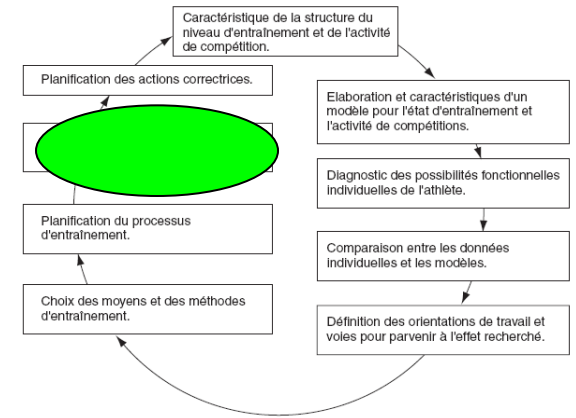 Caractéristique de la structure du
niveau d'entraînement et de l'activité
de compétition.
Elaboration et caractéristiques d'un
modèle pour l'état d'entraînement et
l'activité de compétitions.
Diagnostic des possibilités fonctionnelles
individuelles de l'athlète.
Comparaison entre les données
individuelles et les modèles.
Définition des orientations de travail et
voies pour parvenir à l'effet recherché.
Choix des moyens et des méthodes
d'entraînement.
Planification du processus
d'entraînement.
Planification des actions correctrices.